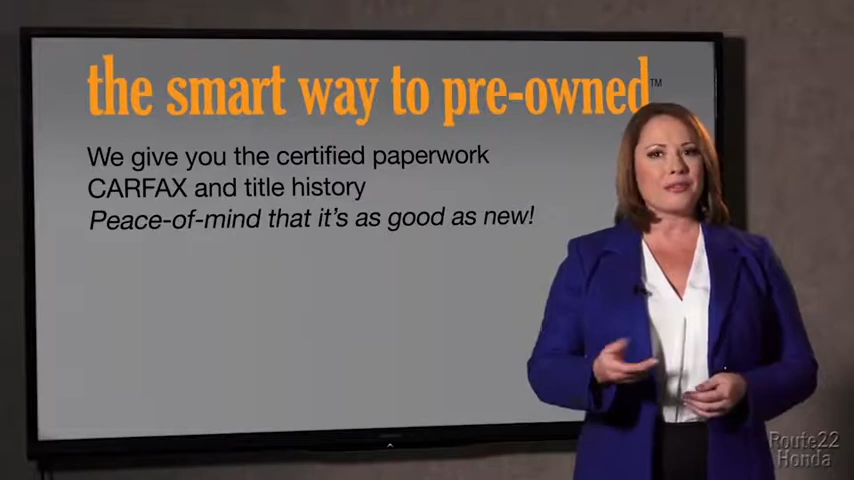 the smart way to pre-owned™
We give you the certified paperwork
CARFAX and title history
Peace-of-mind that it's as good as new!
Route22
Honda